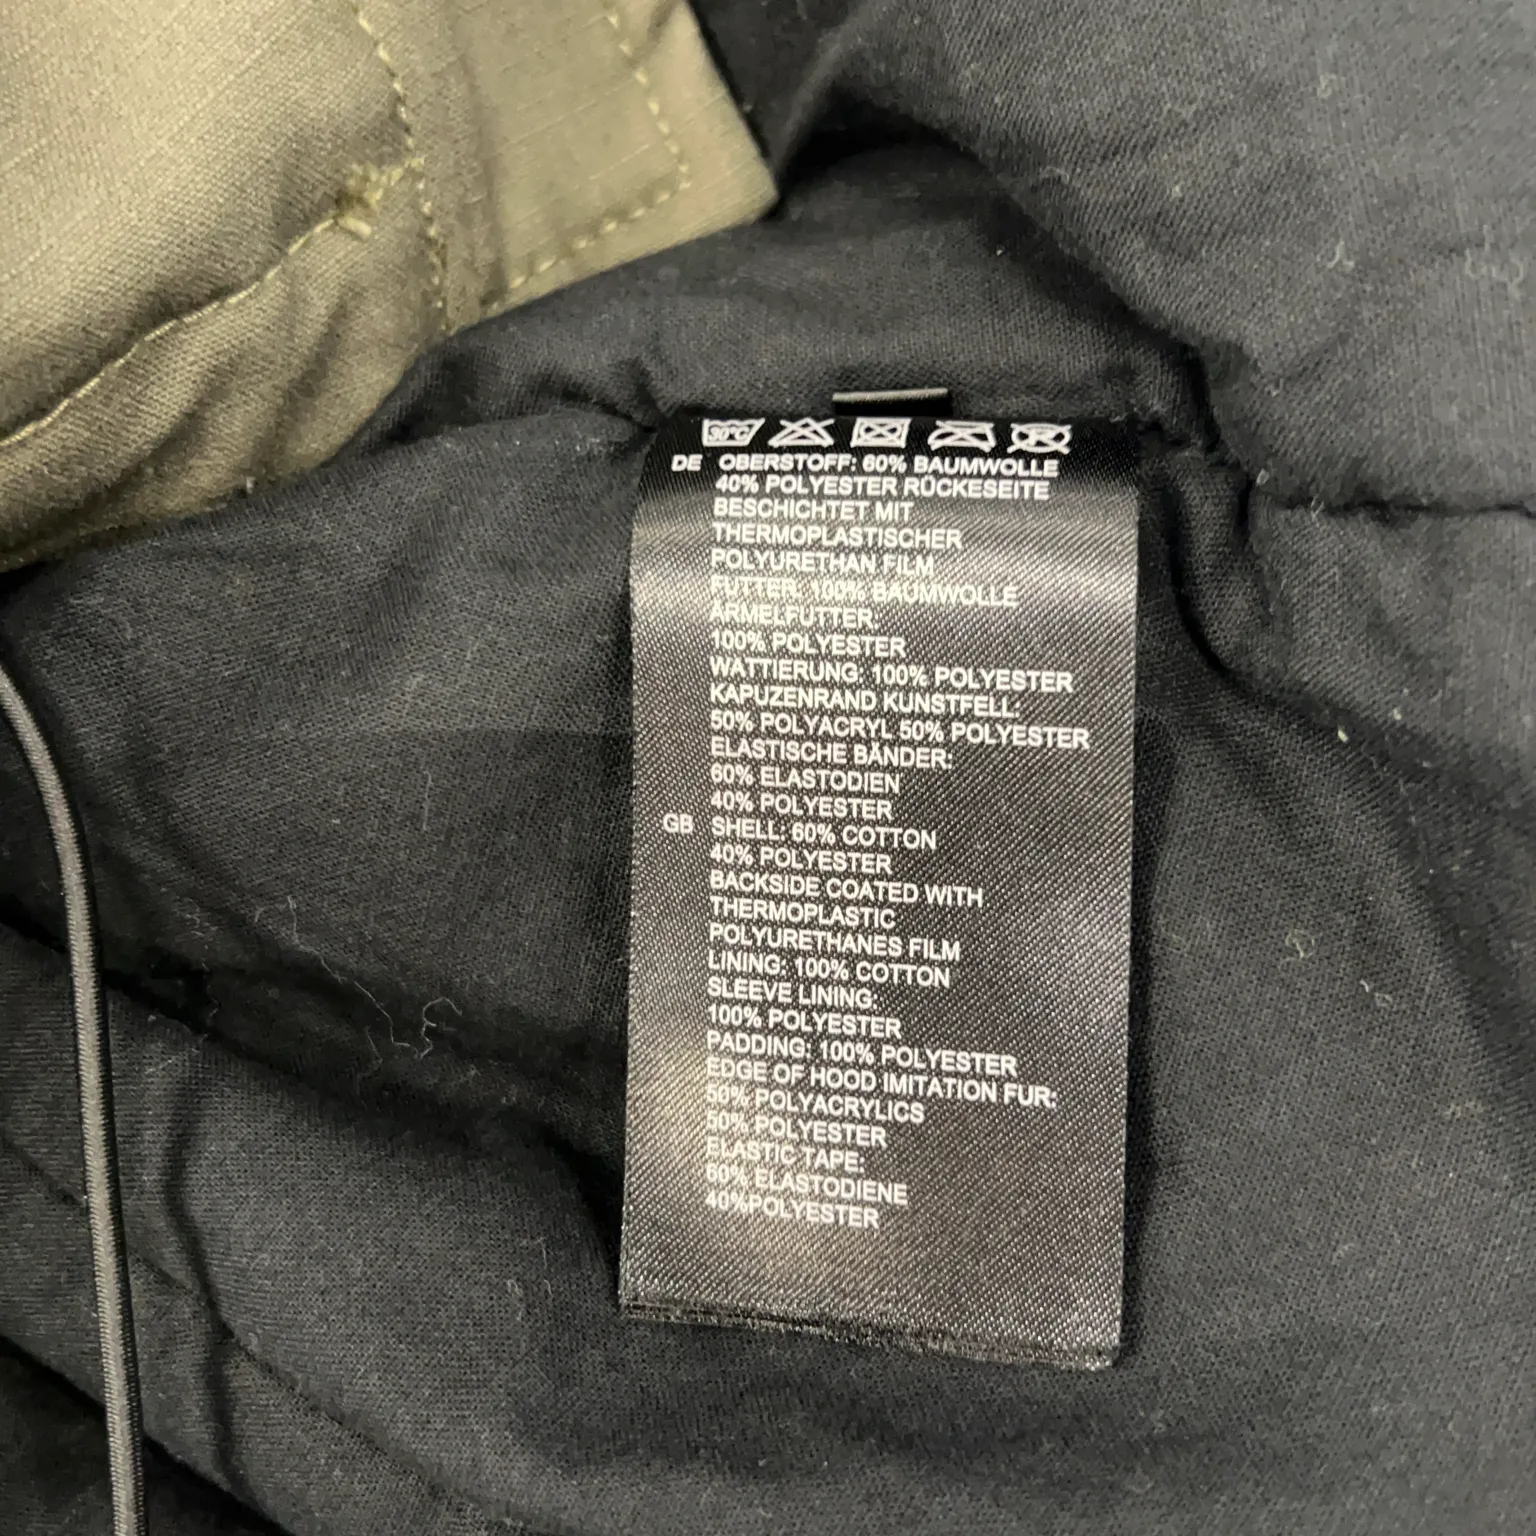 30°C
DE OBERSTOFF: 60% BAUMWOLLE
40% POLYESTER RÜCKESEITE
BESCHICHTET MIT
THERMOPLASTISCHER
POLYURETHAN FILM
FUTTER: 100% BAUMWOLLE
ÄRMELFUTTER
100% POLYESTER
WATTIERUNG: 100% POLYESTER
KAPUZENRAND KUNSTFELL:
50% POLYACRYL 50% POLYESTER
ELASTISCHE BÄNDER:
60% ELASTODIEN
40% POLYESTER
GB SHELL: 60% COTTON
40% POLYESTER
BACKSIDE COATED WITH
THERMOPLASTIC
POLYURETHANES FILM
LINING: 100% COTTON
SLEEVE LINING:
100% POLYESTER
PADDING: 100% POLYESTER
EDGE OF HOOD IMITATION FUR:
50% POLYACRYLICS
50% POLYESTER
ELASTIC TAPE:
60% ELASTODIENE
40%POLYESTER